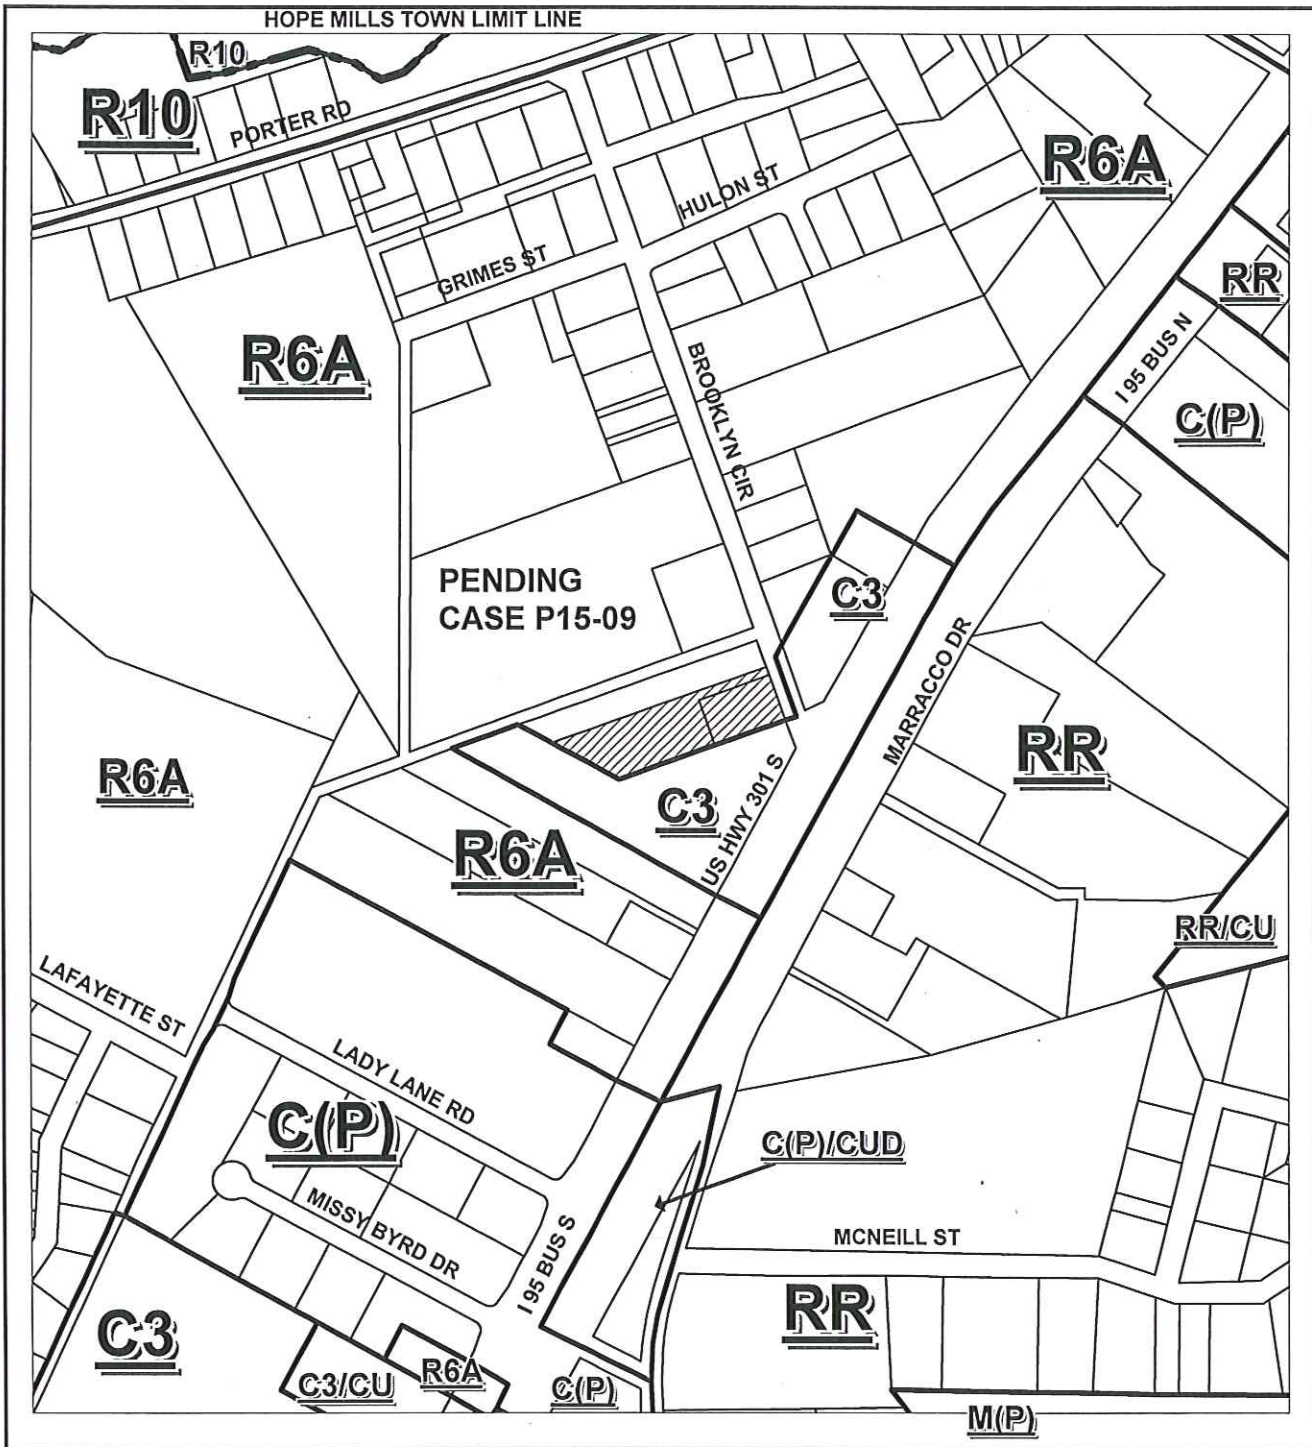 HOPE MILLS TOWN LIMIT LINE
R10
R10
PORTER RD
R6A
HULON ST
GRIMES ST
RR
R6A
I 95 BUS N
BROOKLYN CIR
C(P)
PENDING
CASE P15-09
C3
MARRACCO DR
RR
R6A
US HWY 301 S
C3
R6A
RR/CU
LAFAYETTE ST
LADY LANE RD
C(P)
C(P)/CUD
MISSY BYRD DR
I 95 BUS S
MCNEILL ST
RR
C3
C3/CU
R6A
C(P)
M(P)